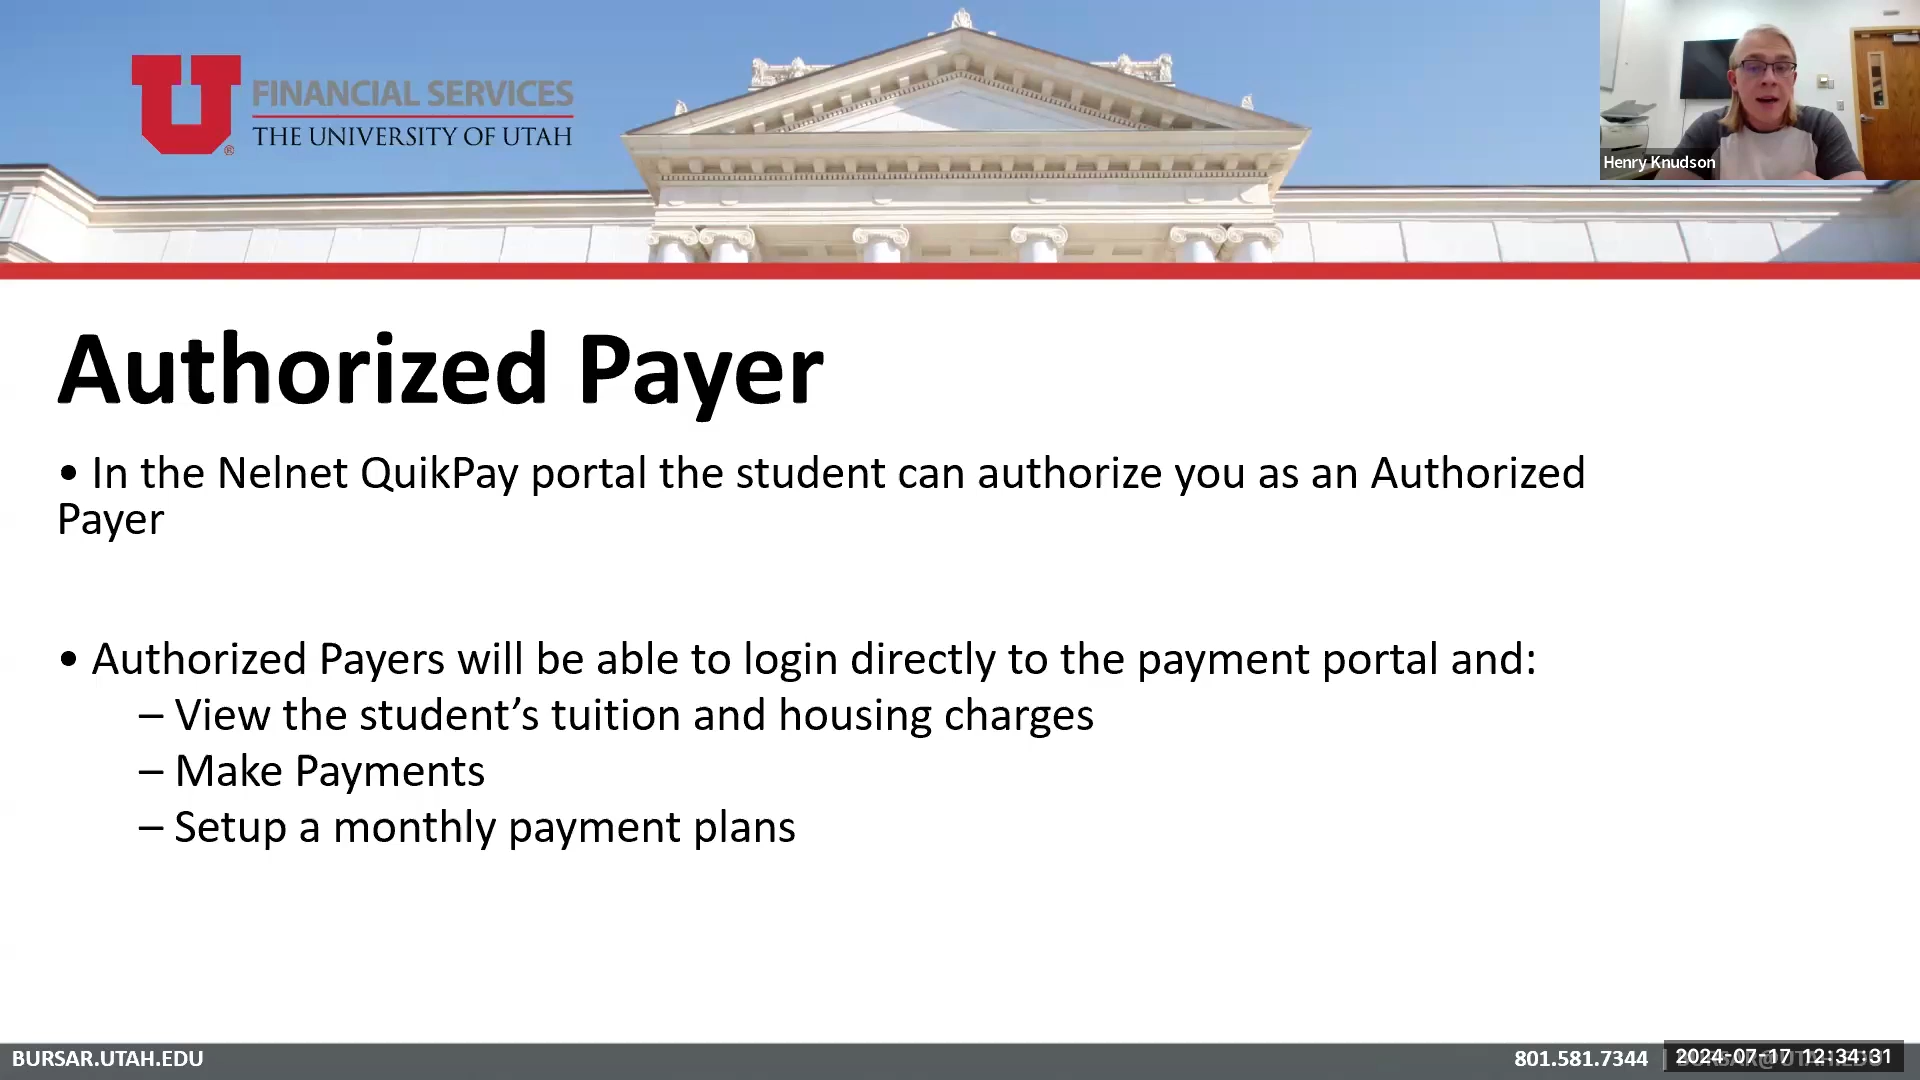 U
FINANCIAL SERVICES
THE UNIVERSITY OF UTAH
®
Henry Knudson
Authorized Payer
• In the Nelnet QuikPay portal the student can authorize you as an Authorized
Payer
• Authorized Payers will be able to login directly to the payment portal and:
– View the student’s tuition and housing charges
– Make Payments
– Setup a monthly payment plans
BURSAR.UTAH.EDU
801.581.7344 |
2024-07-17 12:34:31